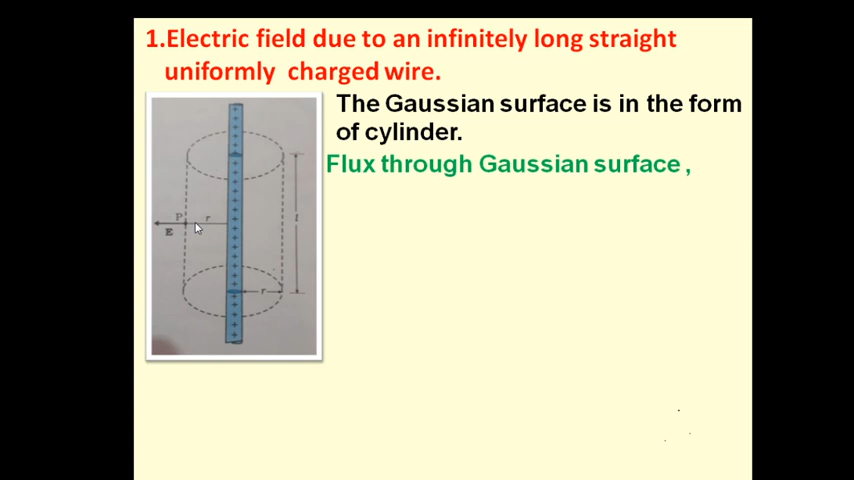 1.Electric field due to an infinitely long straight
uniformly charged wire.
The Gaussian surface is in the form
of cylinder.
Flux through Gaussian surface ,
P
r
E
l
r